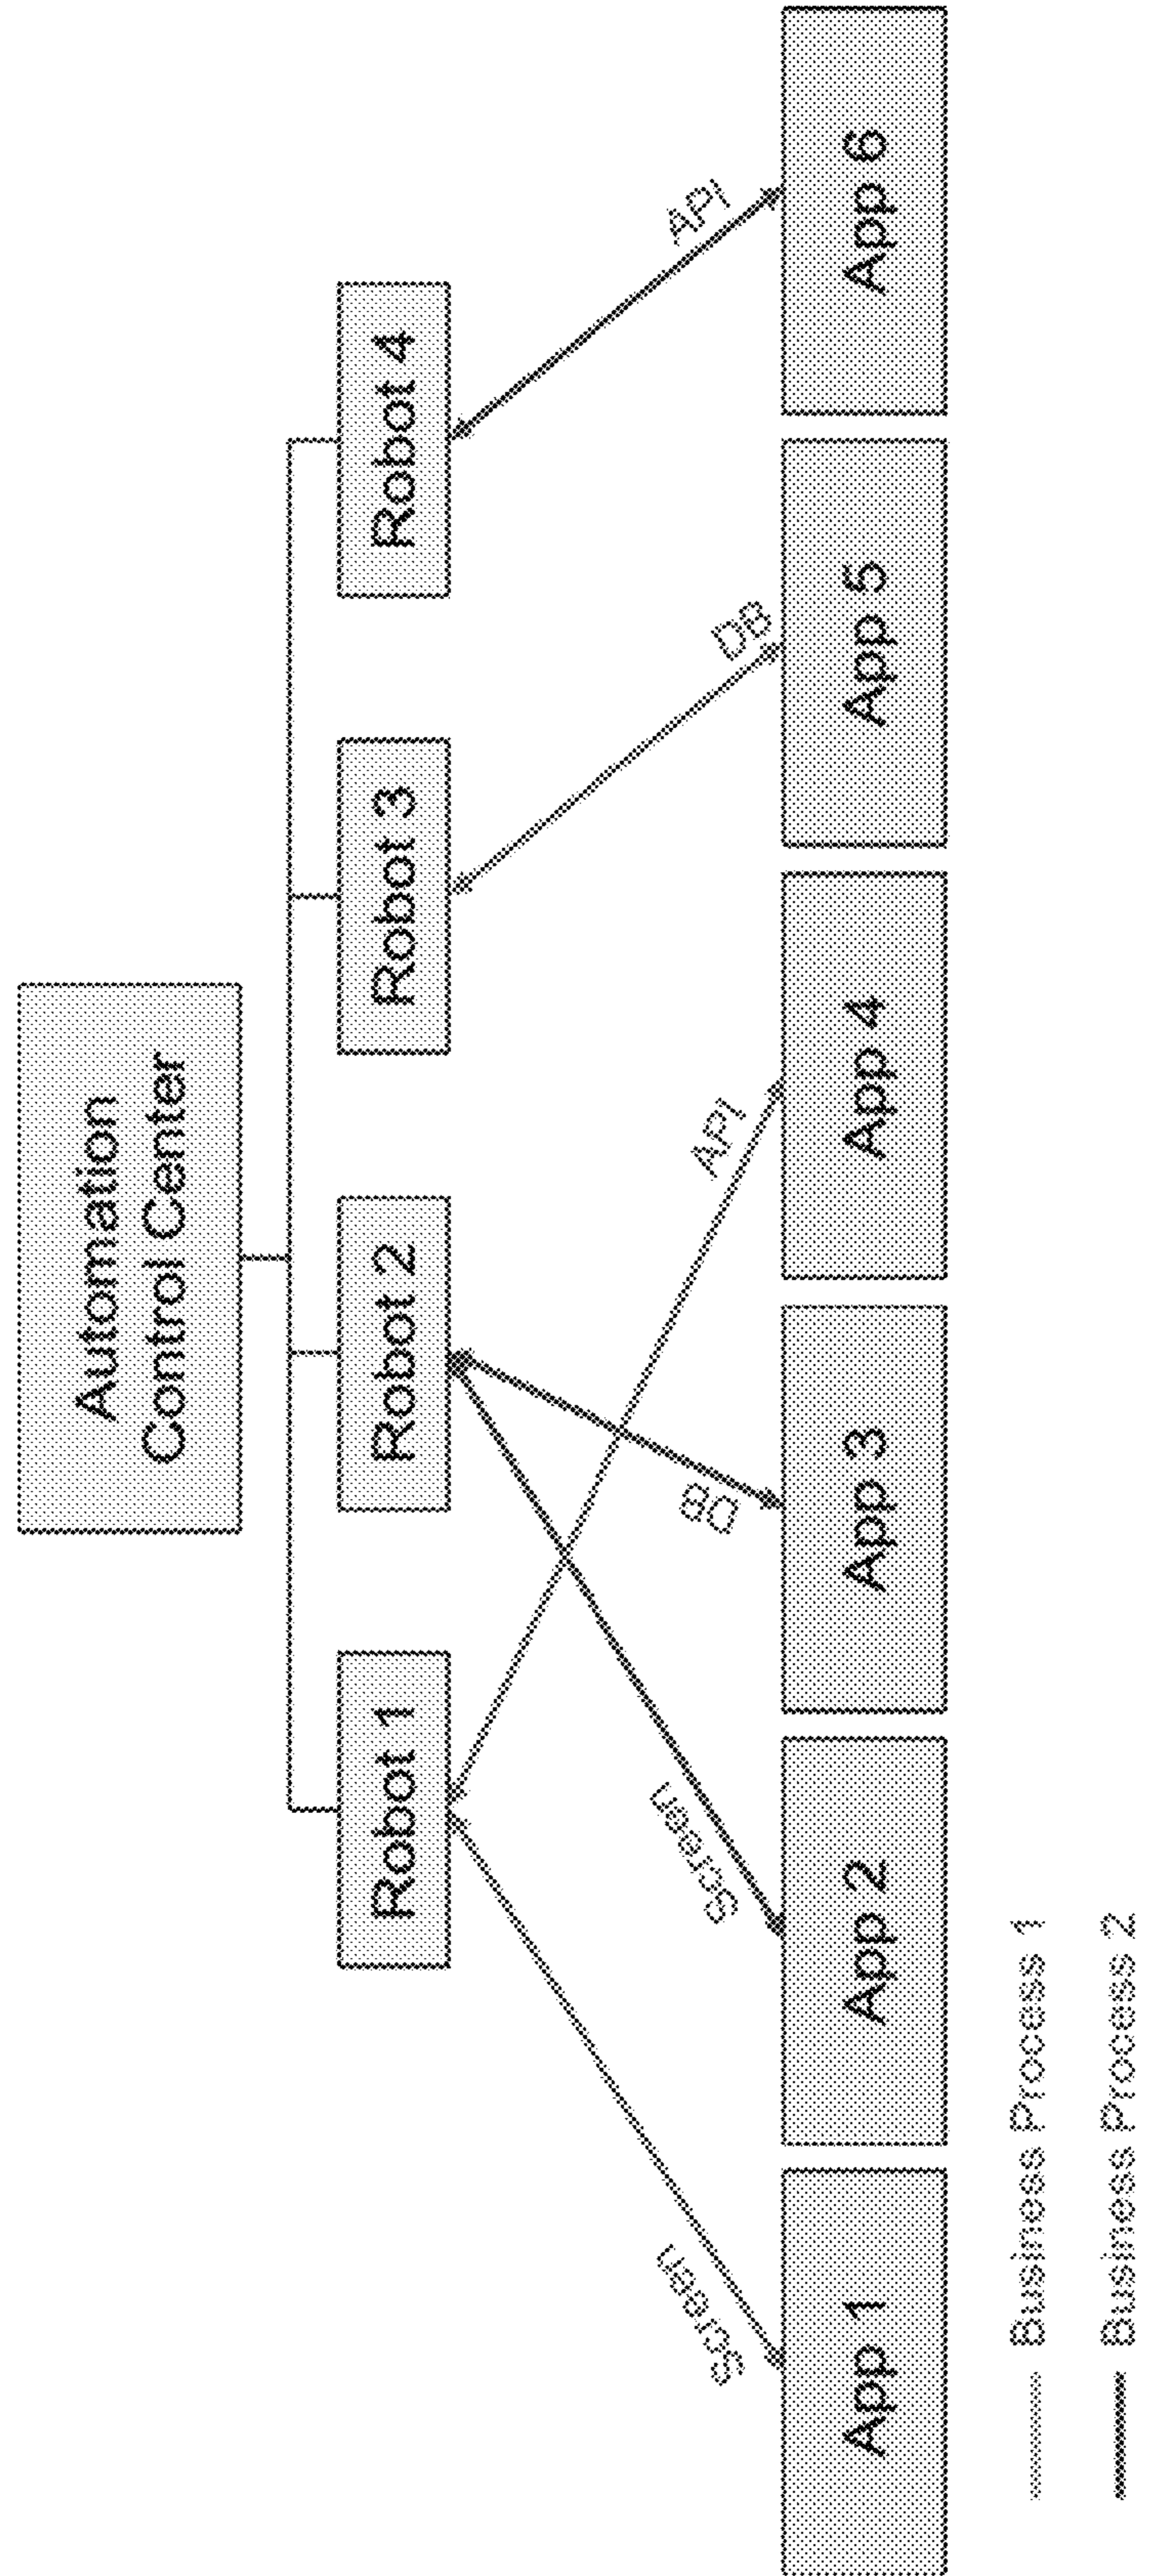 Automation
Control Center
Robot 1
Robot 2
Robot 3
Robot 4
Screen
Screen
DB
API
DB
API
App 1
App 2
App 3
App 4
App 5
App 6
Business Process 1
Business Process 2